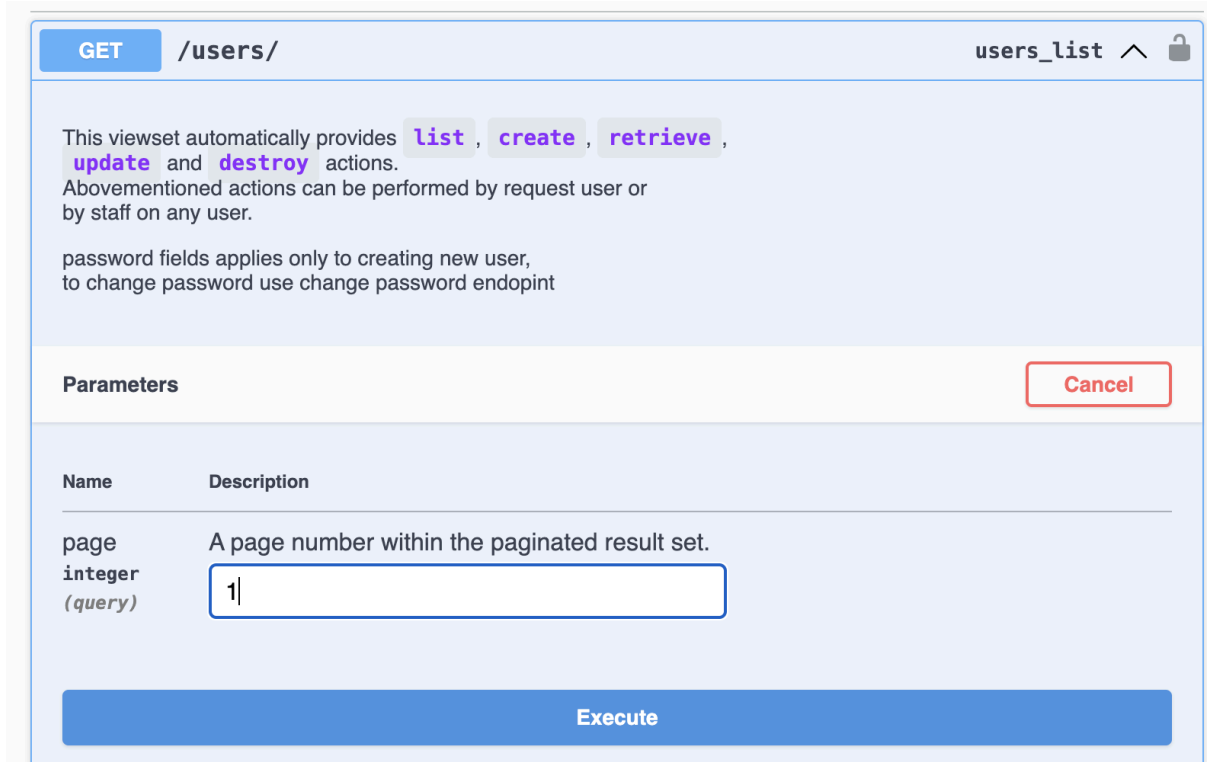 GET /users/ users_list
This viewset automatically provides list, create, retrieve,
update and destroy actions.
Abovementioned actions can be performed by request user or
by staff on any user.
password fields applies only to creating new user,
to change password use change password endopint
Parameters Cancel
Name Description
page A page number within the paginated result set.
integer
1
(query)
Execute